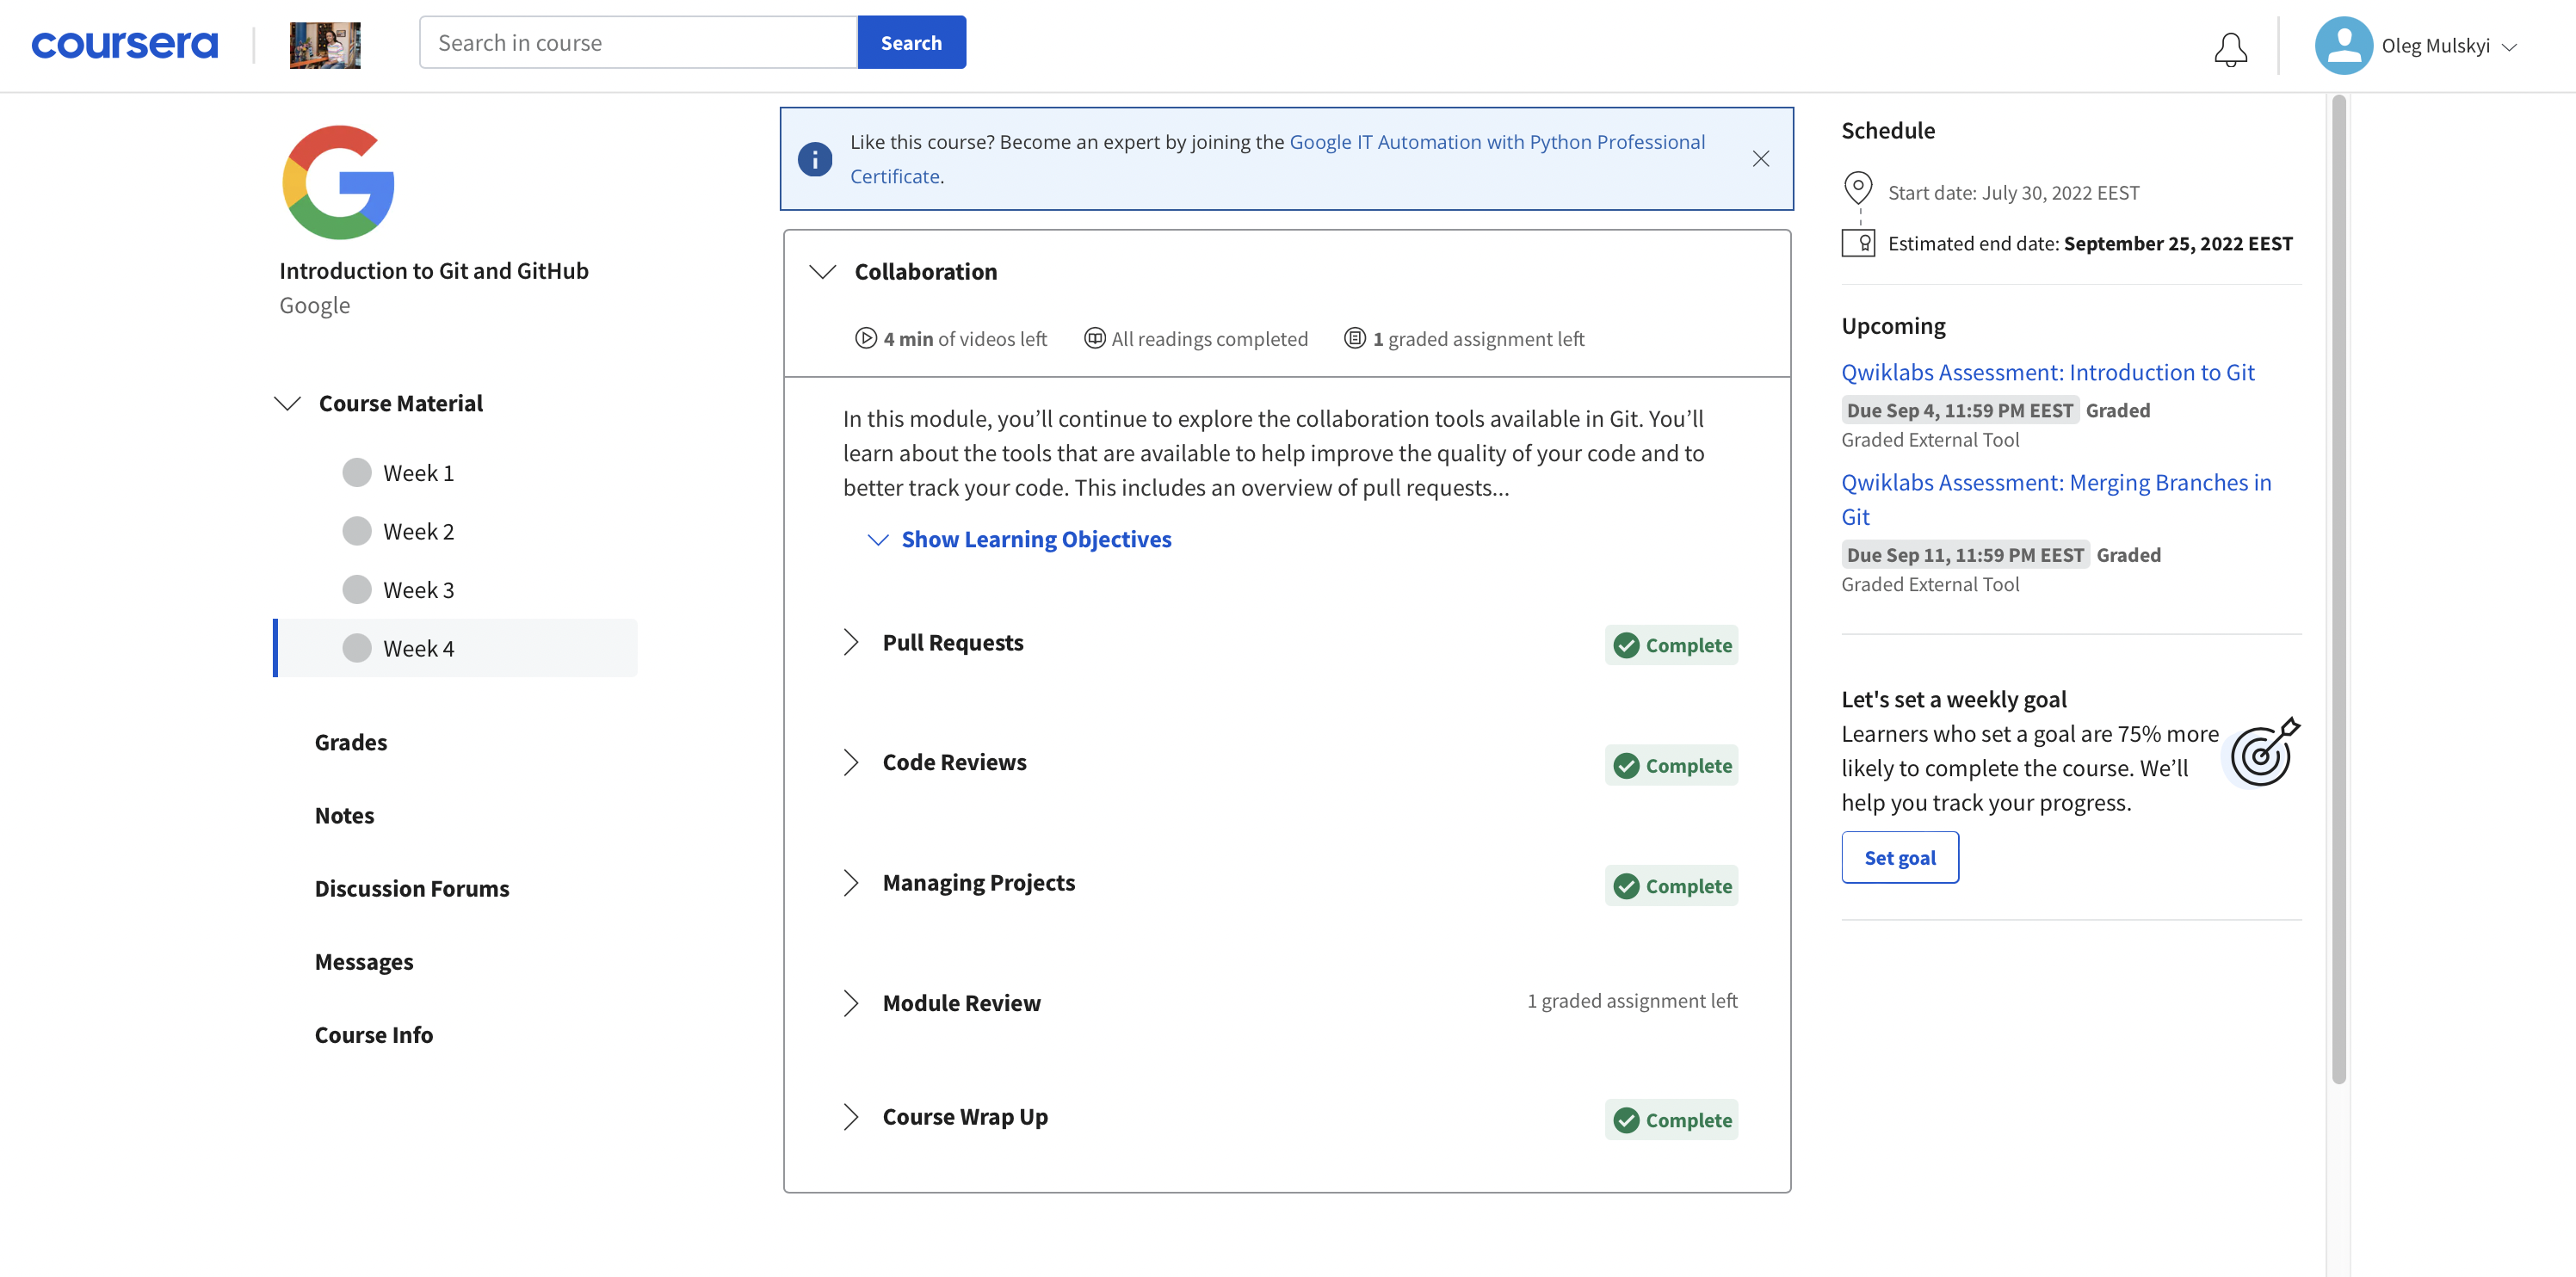 coursera
Search in course
Search
Oleg Mulskyi
Introduction to Git and GitHub
Google
Course Material
Week 1
Week 2
Week 3
Week 4
Grades
Notes
Discussion Forums
Messages
Course Info
Like this course? Become an expert by joining the Google IT Automation with Python Professional
Certificate.
Collaboration
4 min of videos left
All readings completed
1 graded assignment left
In this module, you’ll continue to explore the collaboration tools available in Git. You’ll
learn about the tools that are available to help improve the quality of your code and to
better track your code. This includes an overview of pull requests...
Show Learning Objectives
Pull Requests
Complete
Code Reviews
Complete
Managing Projects
Complete
Module Review
1 graded assignment left
Course Wrap Up
Complete
Schedule
Start date: July 30, 2022 EEST
Estimated end date: September 25, 2022 EEST
Upcoming
Qwiklabs Assessment: Introduction to Git
Due Sep 4, 11:59 PM EEST Graded
Graded External Tool
Qwiklabs Assessment: Merging Branches in
Git
Due Sep 11, 11:59 PM EEST Graded
Graded External Tool
Let's set a weekly goal
Learners who set a goal are 75% more
likely to complete the course. We’ll
help you track your progress.
Set goal